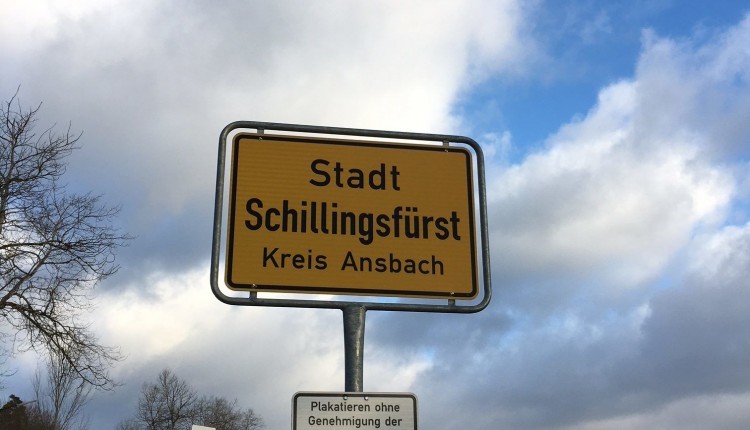 Stadt
Schillingsfürst
Kreis Ansbach
Plakatieren ohne
Genehmigung der